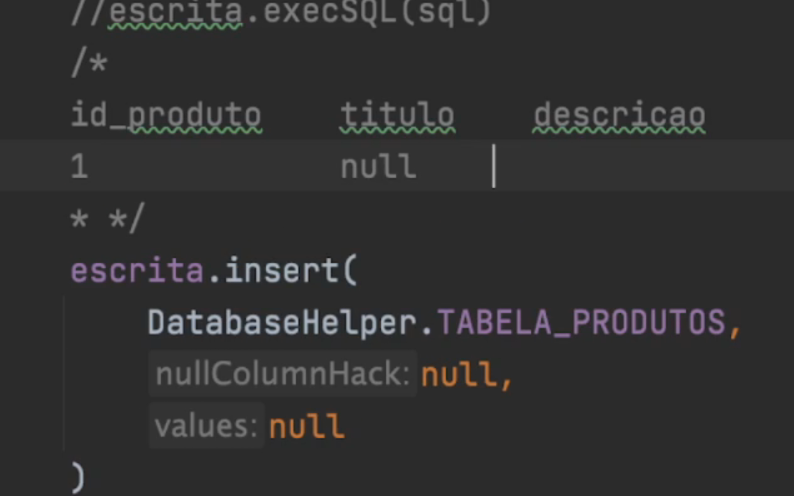 //escrita.execSQL(sql)
/*
id_produto titulo descricao
1 null
* */
escrita.insert(
DatabaseHelper.TABELA_PRODUTOS,
nullColumnHack: null,
values: null
)